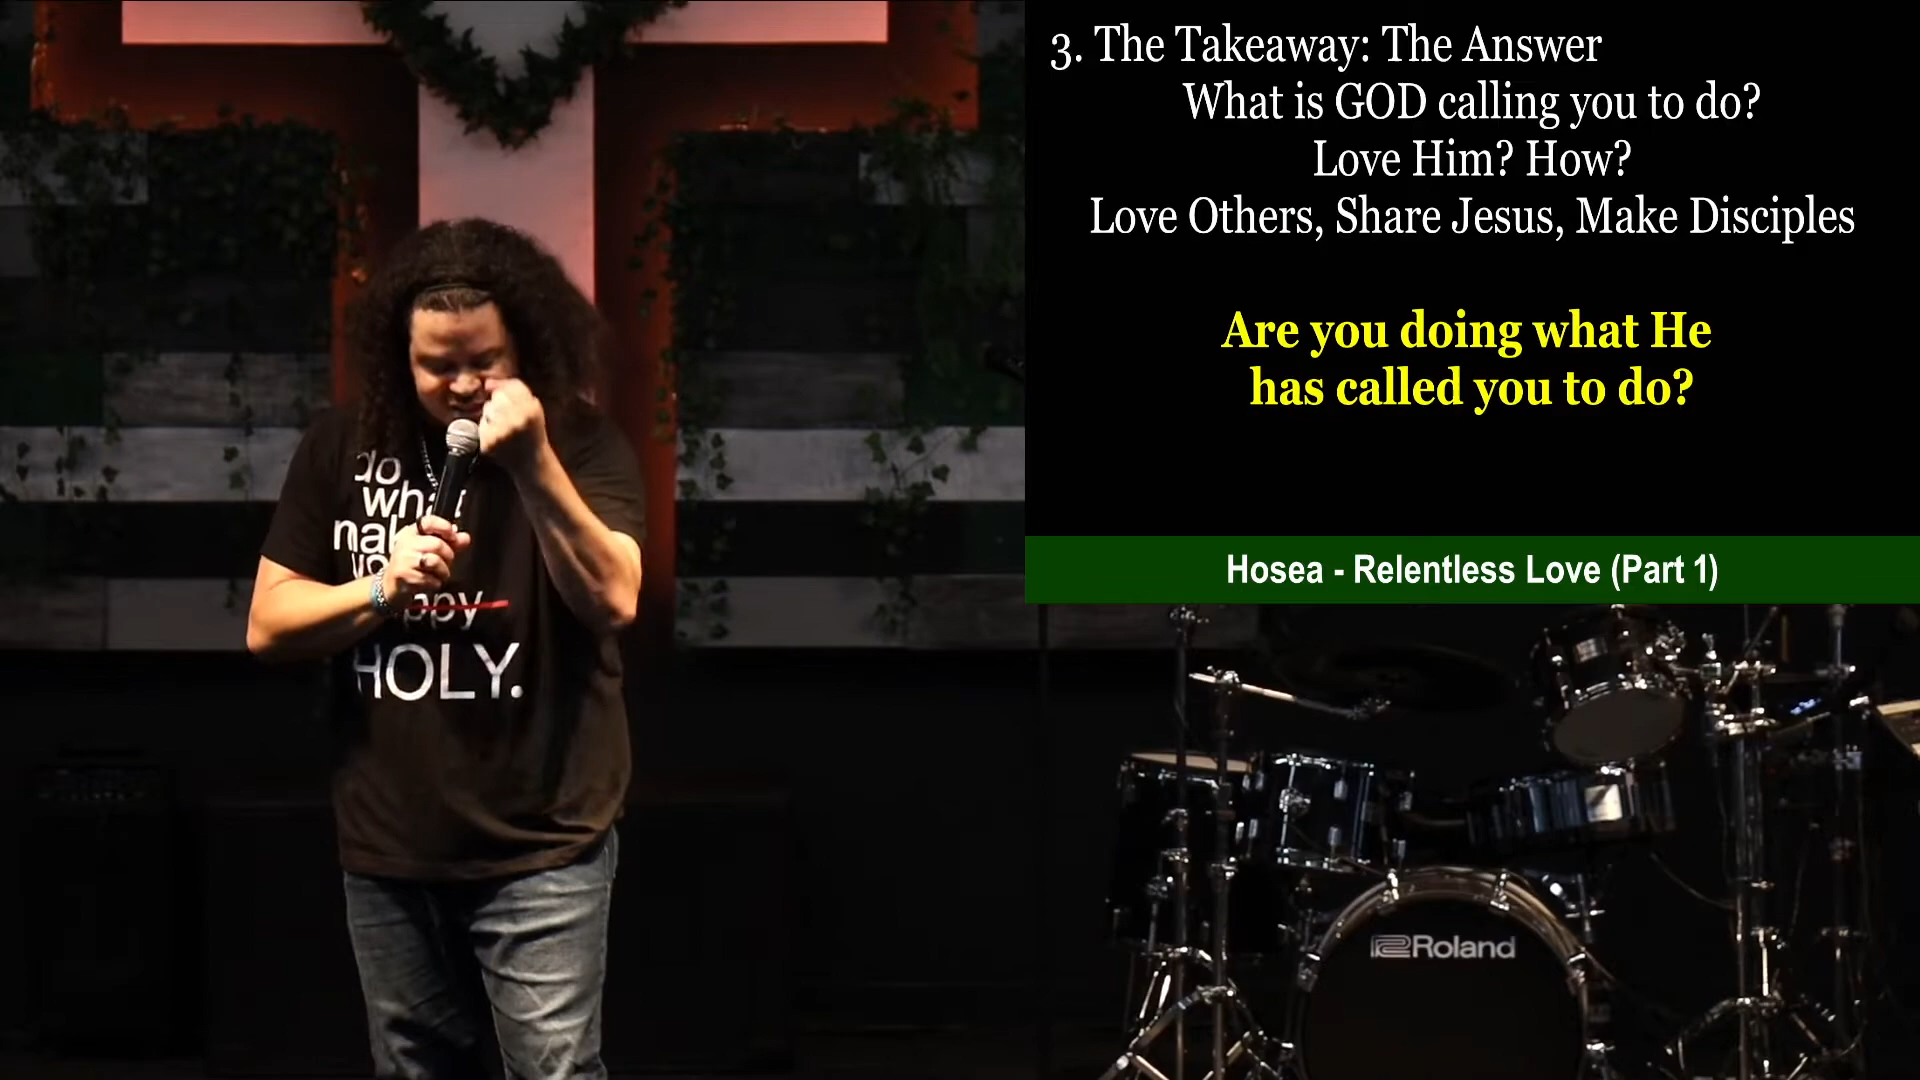 3. The Takeaway: The Answer
What is GOD calling you to do?
Love Him? How?
Love Others, Share Jesus, Make Disciples
Are you doing what He
has called you to do?
Hosea - Relentless Love (Part 1)
do
what
HOLY.
Roland